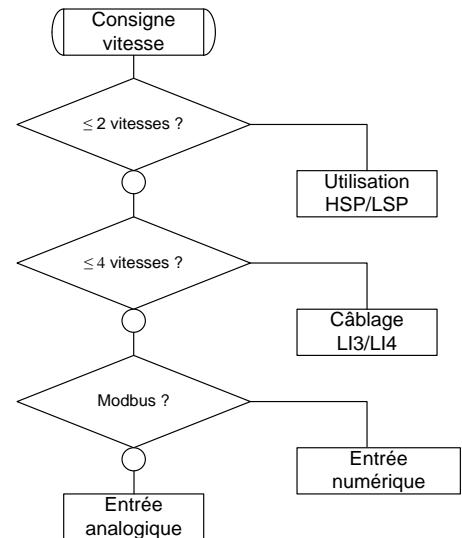 Consigne
vitesse
≤ 2 vitesses ?
Utilisation
HSP/LSP
≤ 4 vitesses ?
Câblage
LI3/LI4
Modbus ?
Entrée
numérique
Entrée
analogique